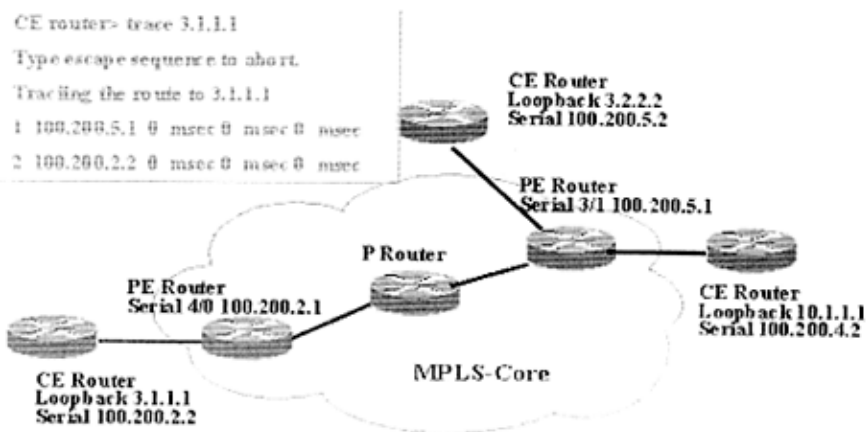 CE router> trace 3.1.1.1
Type escape sequence to abort.
Traciing the route to 3.1.1.1
1 100.200.5.1 0 msec 0 msec 0 msec
2 100.200.2.2 0 msec 0 msec 0 msec
CE Router
Loopback 3.2.2.2
Serial 100.200.5.2
PE Router
Serial 3/1 100.200.5.1
P Router
PE Router
Serial 4/0 100.200.2.1
CE Router
Loopback 10.1.1.1
Serial 100.200.4.2
MPLS-Core
CE Router
Loopback 3.1.1.1
Serial 100.200.2.2